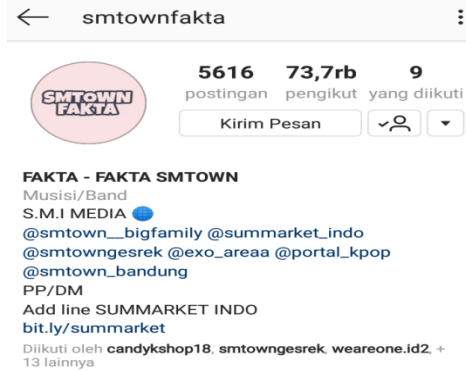 smtownfakta
SMTOWN
FAKTA
5616 73,7rb 9
postingan pengikut yang diikuti
Kirim Pesan
FAKTA - FAKTA SMTOWN
Musisi/Band
S.M.I MEDIA 🌐
@smtown__bigfamily @summarket_indo
@smtowngesrek @exo_areaa @portal_kpop
@smtown_bandung
PP/DM
Add line SUMMARKET INDO
bit.ly/summarket
Diikuti oleh candykshop18, smtowngesrek, weareone.id2, +
13 lainnya